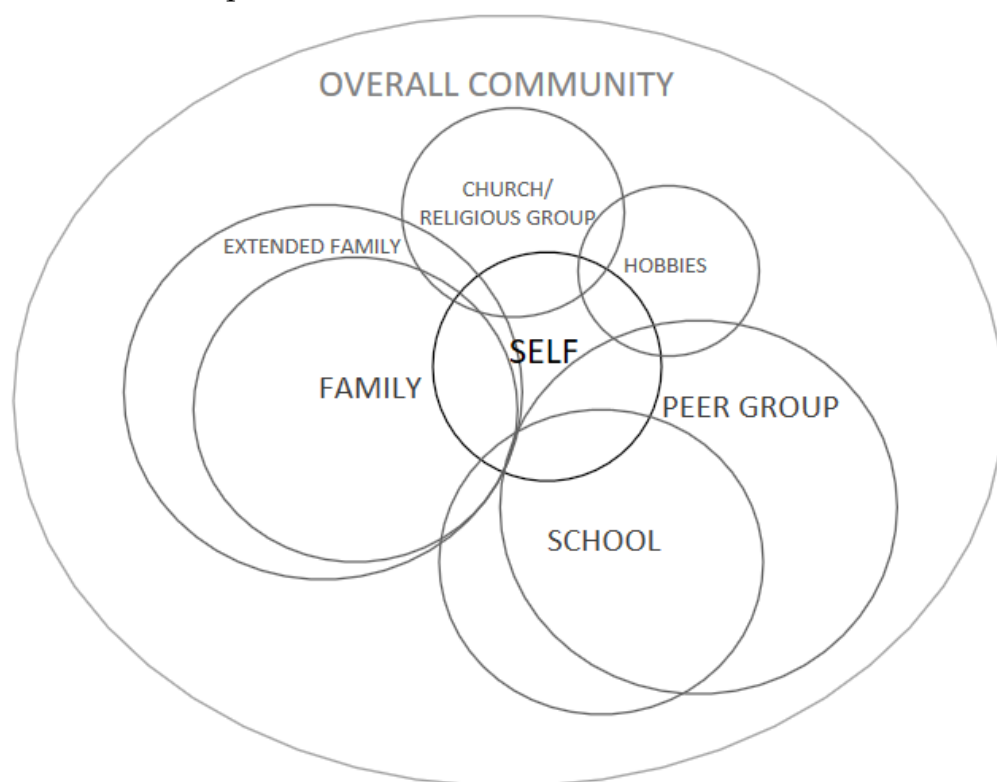 OVERALL COMMUNITY
CHURCH/
RELIGIOUS GROUP
EXTENDED FAMILY
HOBBIES
SELF
FAMILY
PEER GROUP
SCHOOL